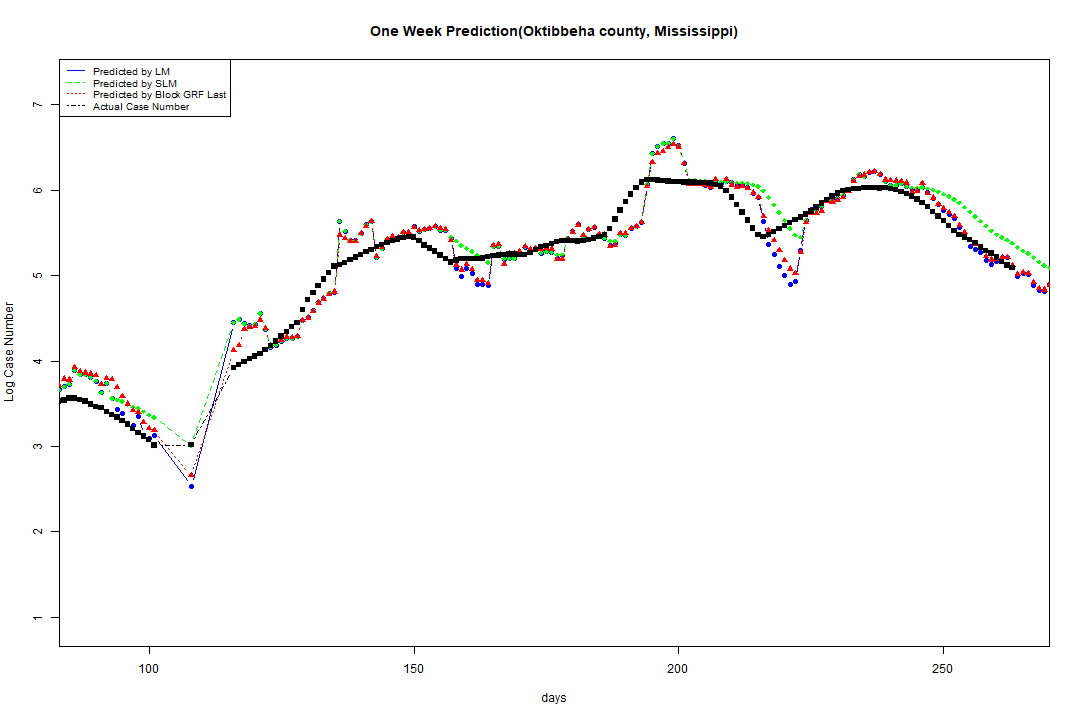 One Week Prediction(Oktibbeha county, Mississippi)
Predicted by LM
Predicted by SLM
Predicted by Block GRF Last
Actual Case Number
7
6
5
4
3
2
1
Log Case Number
100 150 200 250
days